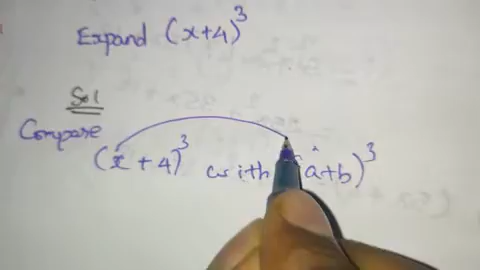 Expand (x+4)³
Sol
Compare
(x+4)³ with (a+b)³